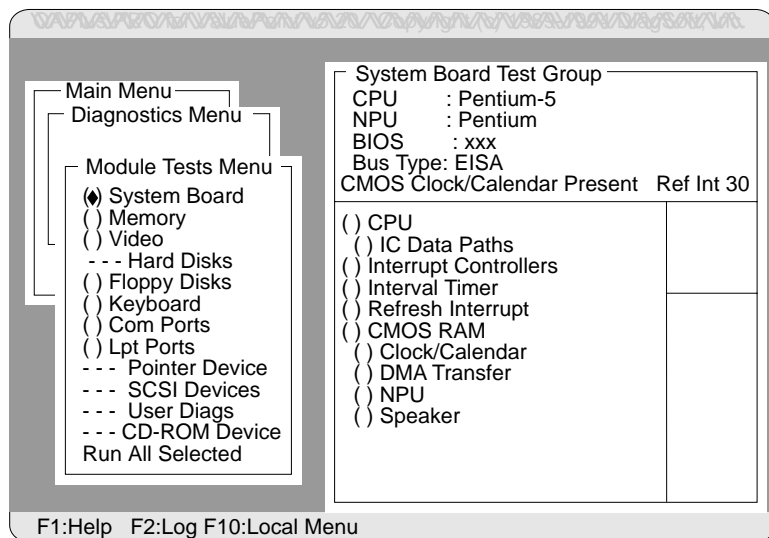 Main Menu
Diagnostics Menu
Module Tests Menu
(♦) System Board
( ) Memory
( ) Video
- - - Hard Disks
( ) Floppy Disks
( ) Keyboard
( ) Com Ports
( ) Lpt Ports
- - - Pointer Device
- - - SCSI Devices
- - - User Diags
- - - CD-ROM Device
Run All Selected
System Board Test Group
CPU : Pentium-5
NPU : Pentium
BIOS : xxx
Bus Type: EISA
CMOS Clock/Calendar Present Ref Int 30
( ) CPU
( ) IC Data Paths
( ) Interrupt Controllers
( ) Interval Timer
( ) Refresh Interrupt
( ) CMOS RAM
( ) Clock/Calendar
( ) DMA Transfer
( ) NPU
( ) Speaker
F1:Help F2:Log F10:Local Menu